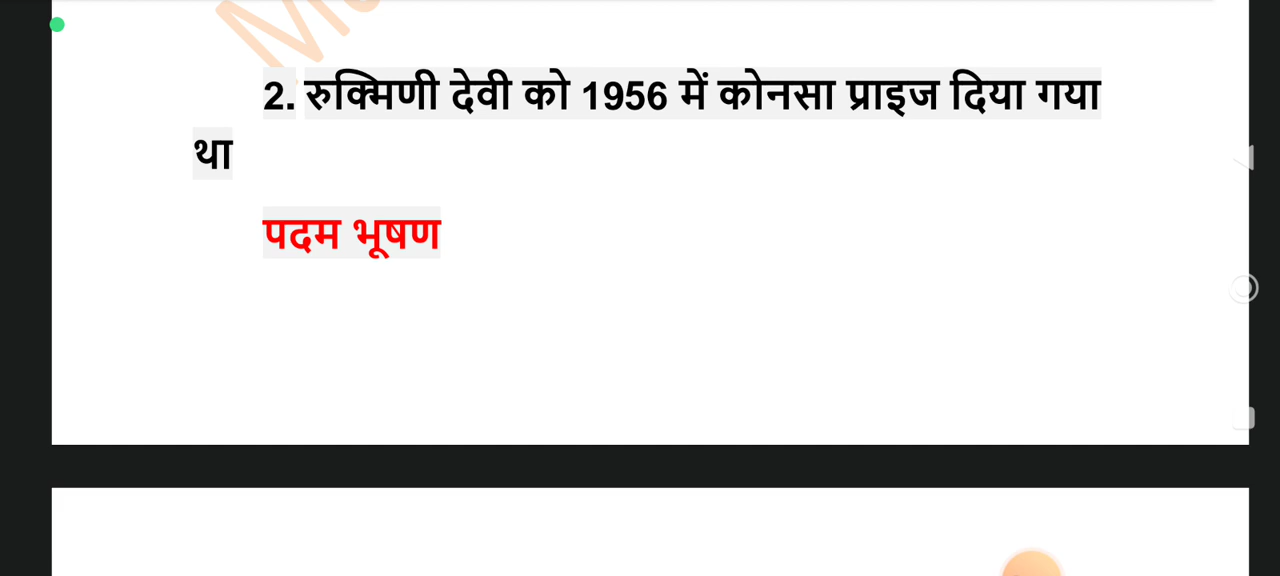 2. रुक्मिणी देवी को 1956 में कोनसा प्राइज दिया गया
था
पदम भूषण